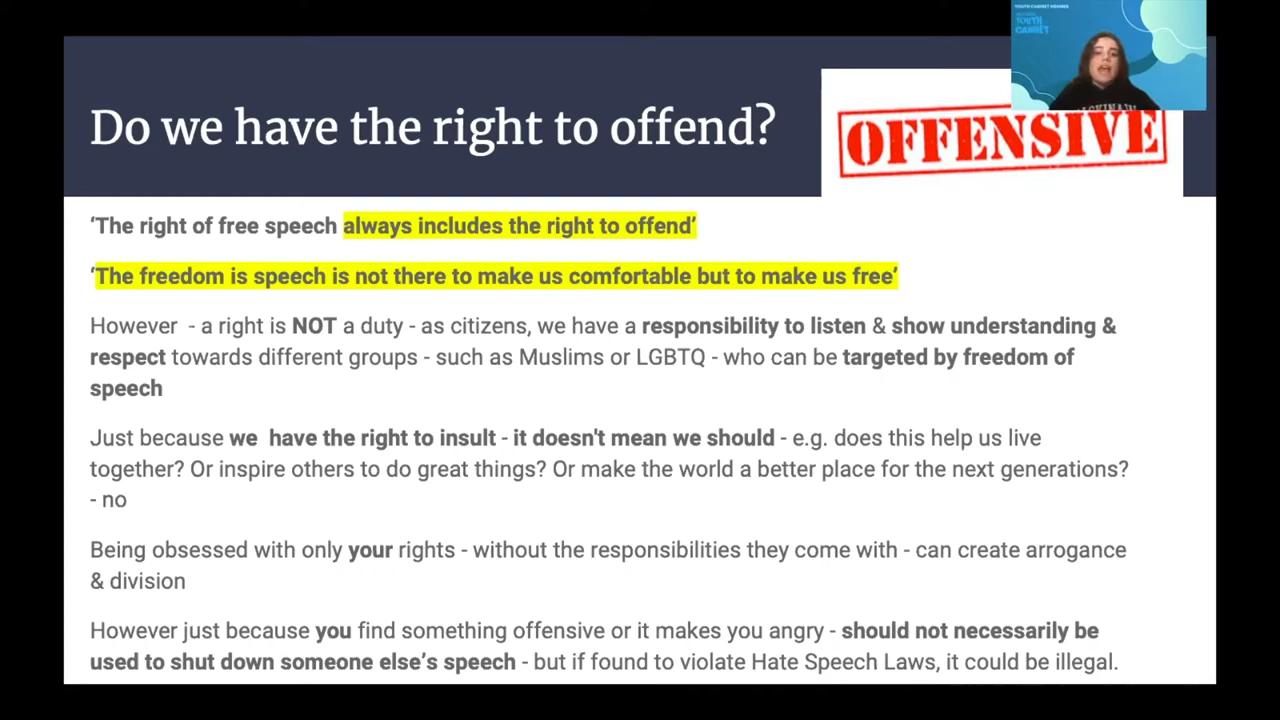 YOUTH CABINET MEMBER
YOUTH
CABINET
Do we have the right to offend?
OFFENSIVE
‘The right of free speech always includes the right to offend’
‘The freedom is speech is not there to make us comfortable but to make us free’
However - a right is NOT a duty - as citizens, we have a responsibility to listen & show understanding &
respect towards different groups - such as Muslims or LGBTQ - who can be targeted by freedom of
speech
Just because we have the right to insult - it doesn't mean we should - e.g. does this help us live
together? Or inspire others to do great things? Or make the world a better place for the next generations?
- no
Being obsessed with only your rights - without the responsibilities they come with - can create arrogance
& division
However just because you find something offensive or it makes you angry - should not necessarily be
used to shut down someone else’s speech - but if found to violate Hate Speech Laws, it could be illegal.